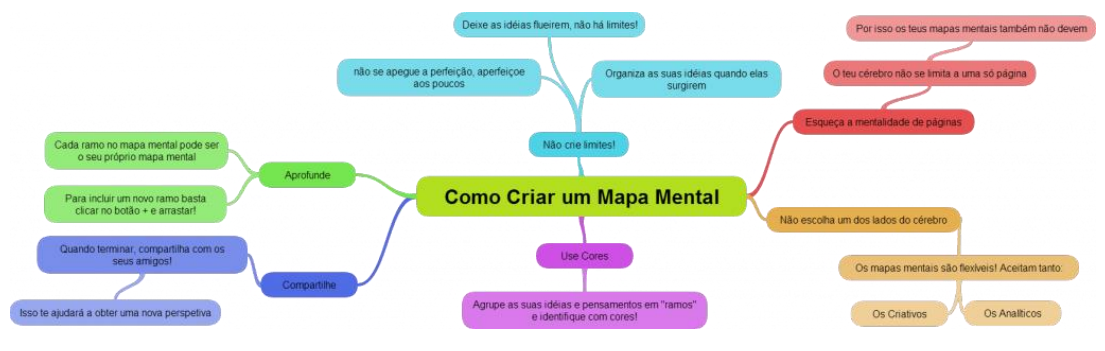 Deixe as idéias flueirem, não há limites!
não se apegue a perfeição, aperfeiçoe
aos poucos
Organiza as suas idéias quando elas
surgirem
Não crie limites!
Por isso os teus mapas mentais também não devem
O teu cérebro não se limita a uma só página
Esqueça a mentalidade de páginas
Cada ramo no mapa mental pode ser
o seu próprio mapa mental
Aprofunde
Para incluir um novo ramo basta
clicar no botão + e arrastar!
Como Criar um Mapa Mental
Não escolha um dos lados do cérebro
Os mapas mentais são flexíveis! Aceitam tanto:
Os Criativos
Os Analíticos
Quando terminar, compartilha com os
seus amigos!
Compartilhe
Isso te ajudará a obter uma nova perspetiva
Use Cores
Agrupe as suas idéias e pensamentos em "ramos"
e identifique com cores!